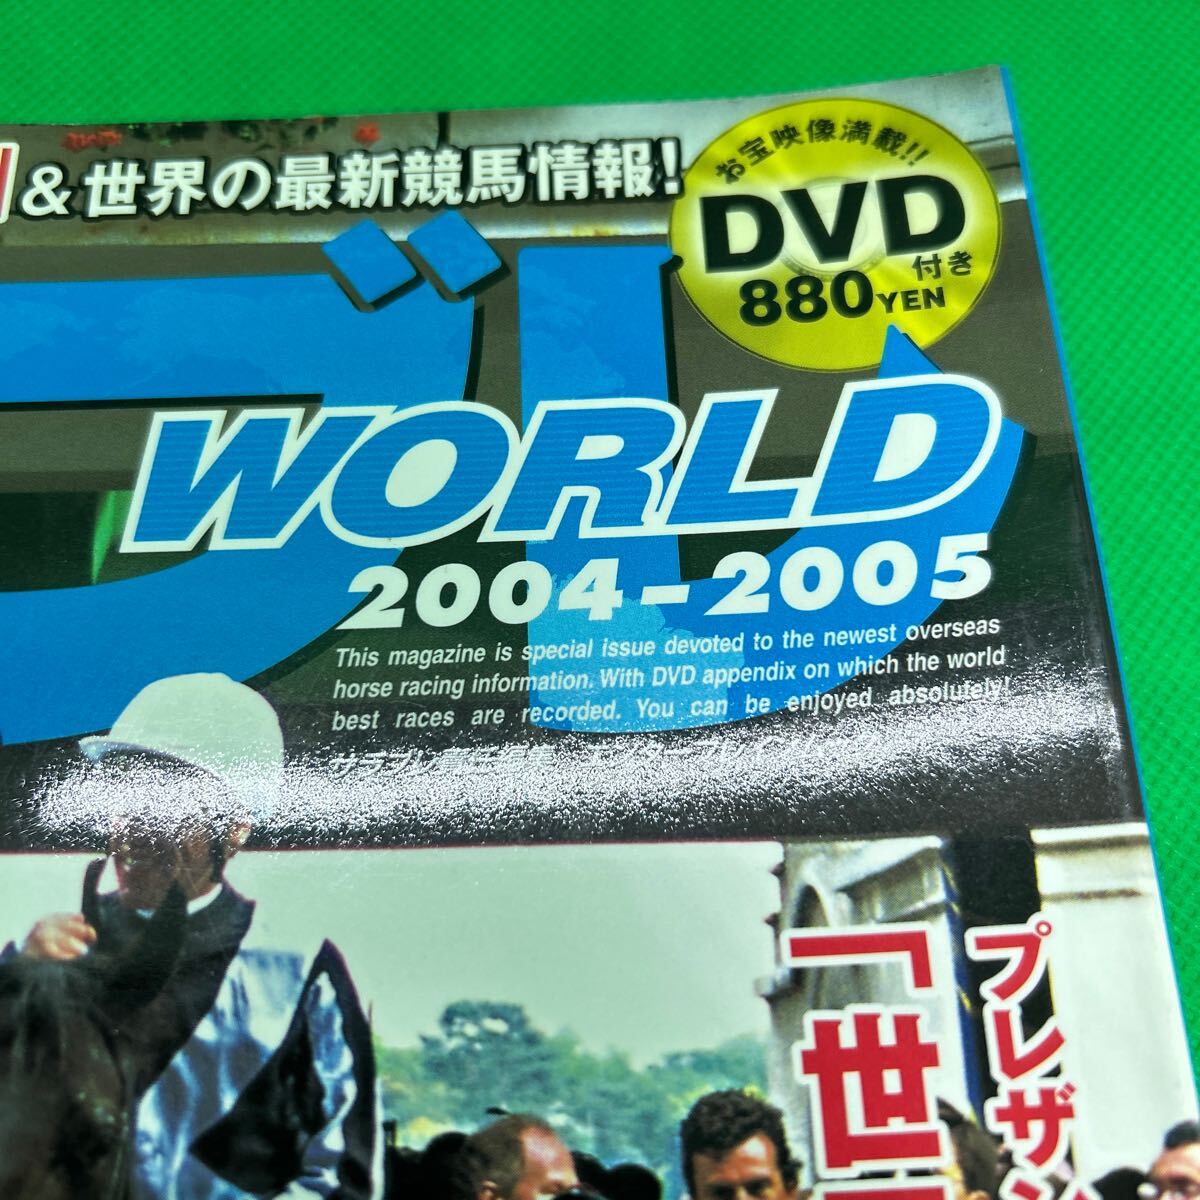 &世界の最新競馬情報!
お宝映像満載!!
DVD
付き
880YEN
ブレ
WORLD
2004-2005
This magazine is special issue devoted to the newest overseas
horse racing information. With DVD appendix on which the world
best races are recorded. You can be enjoyed absolutely!
プレザ
「世